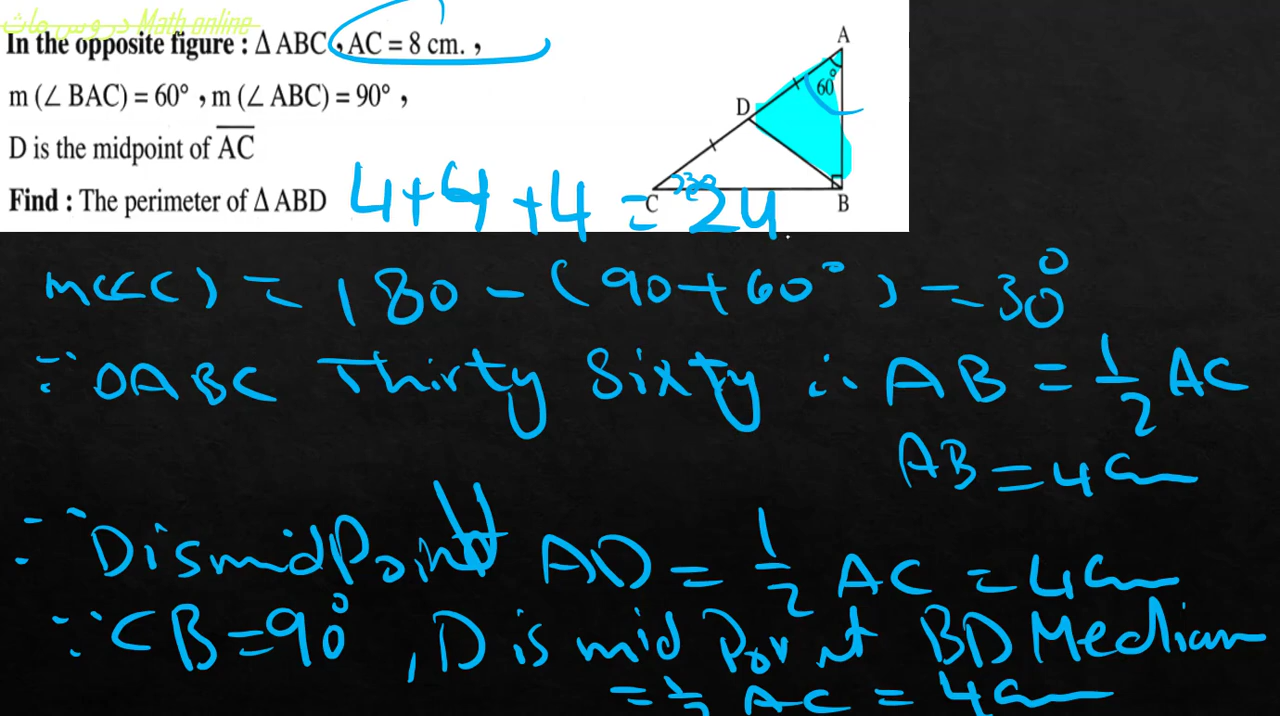 دروس ماث Math online
In the opposite figure : Δ ABC , AC = 8 cm. ,
m (∠ BAC) = 60° , m (∠ ABC) = 90° ,
D is the midpoint of AC
Find : The perimeter of Δ ABD
4+4+4 = 24
A
60°
D
C
30°
B
m(<C) = 180 - (90+60°) = 30°
∵ ΔABC Thirty Sixty ∴ AB = 1/2 AC
AB = 4cm
∵ D is midPoint AD = 1/2 AC = 4cm
∵ <B = 90°, D is mid Point BD Median
= 1/2 AC = 4cm